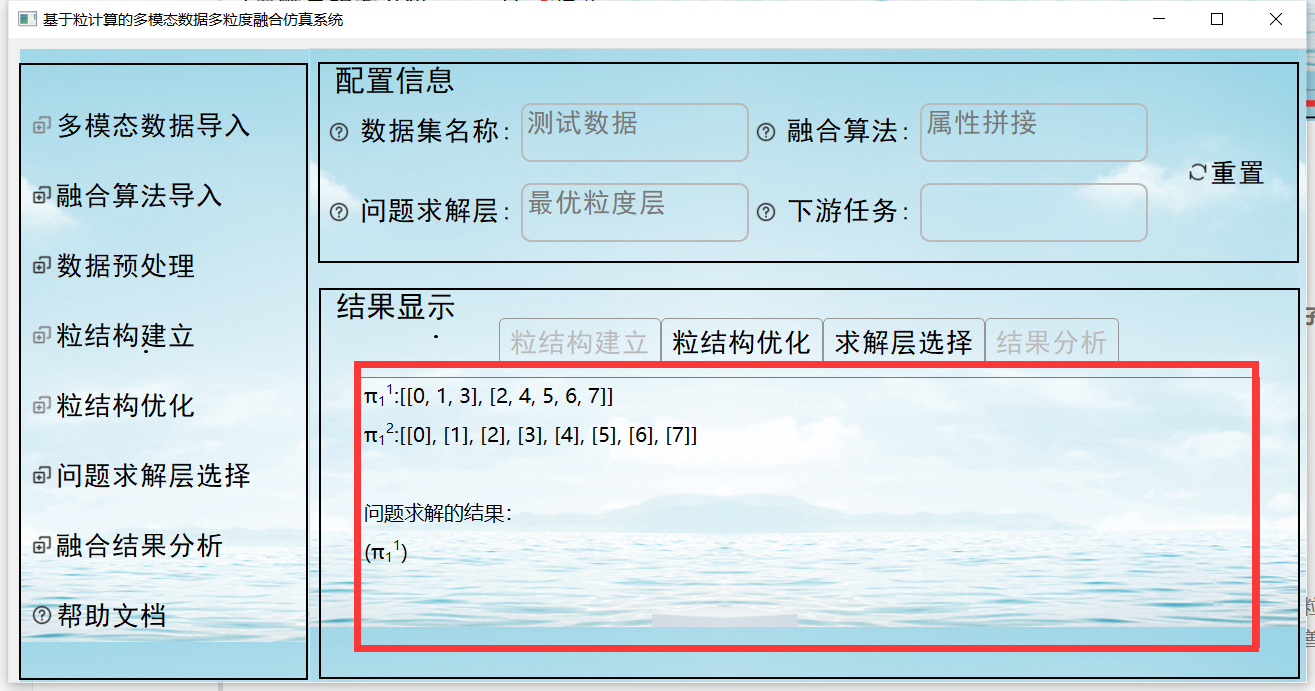 基于粒计算的多模态数据多粒度融合仿真系统
多模态数据导入
融合算法导入
数据预处理
粒结构建立
粒结构优化
问题求解层选择
融合结果分析
帮助文档
配置信息
数据集名称: 测试数据 融合算法: 属性拼接
问题求解层: 最优粒度层 下游任务:
重置
结果显示
粒结构建立 粒结构优化 求解层选择 结果分析
π₁¹:[[0, 1, 3], [2, 4, 5, 6, 7]]
π₁²:[[0], [1], [2], [3], [4], [5], [6], [7]]
问题求解的结果:
(π₁¹)